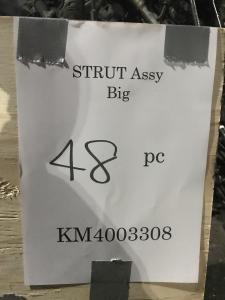 STRUT Assy
Big
48 pc
KM4003308